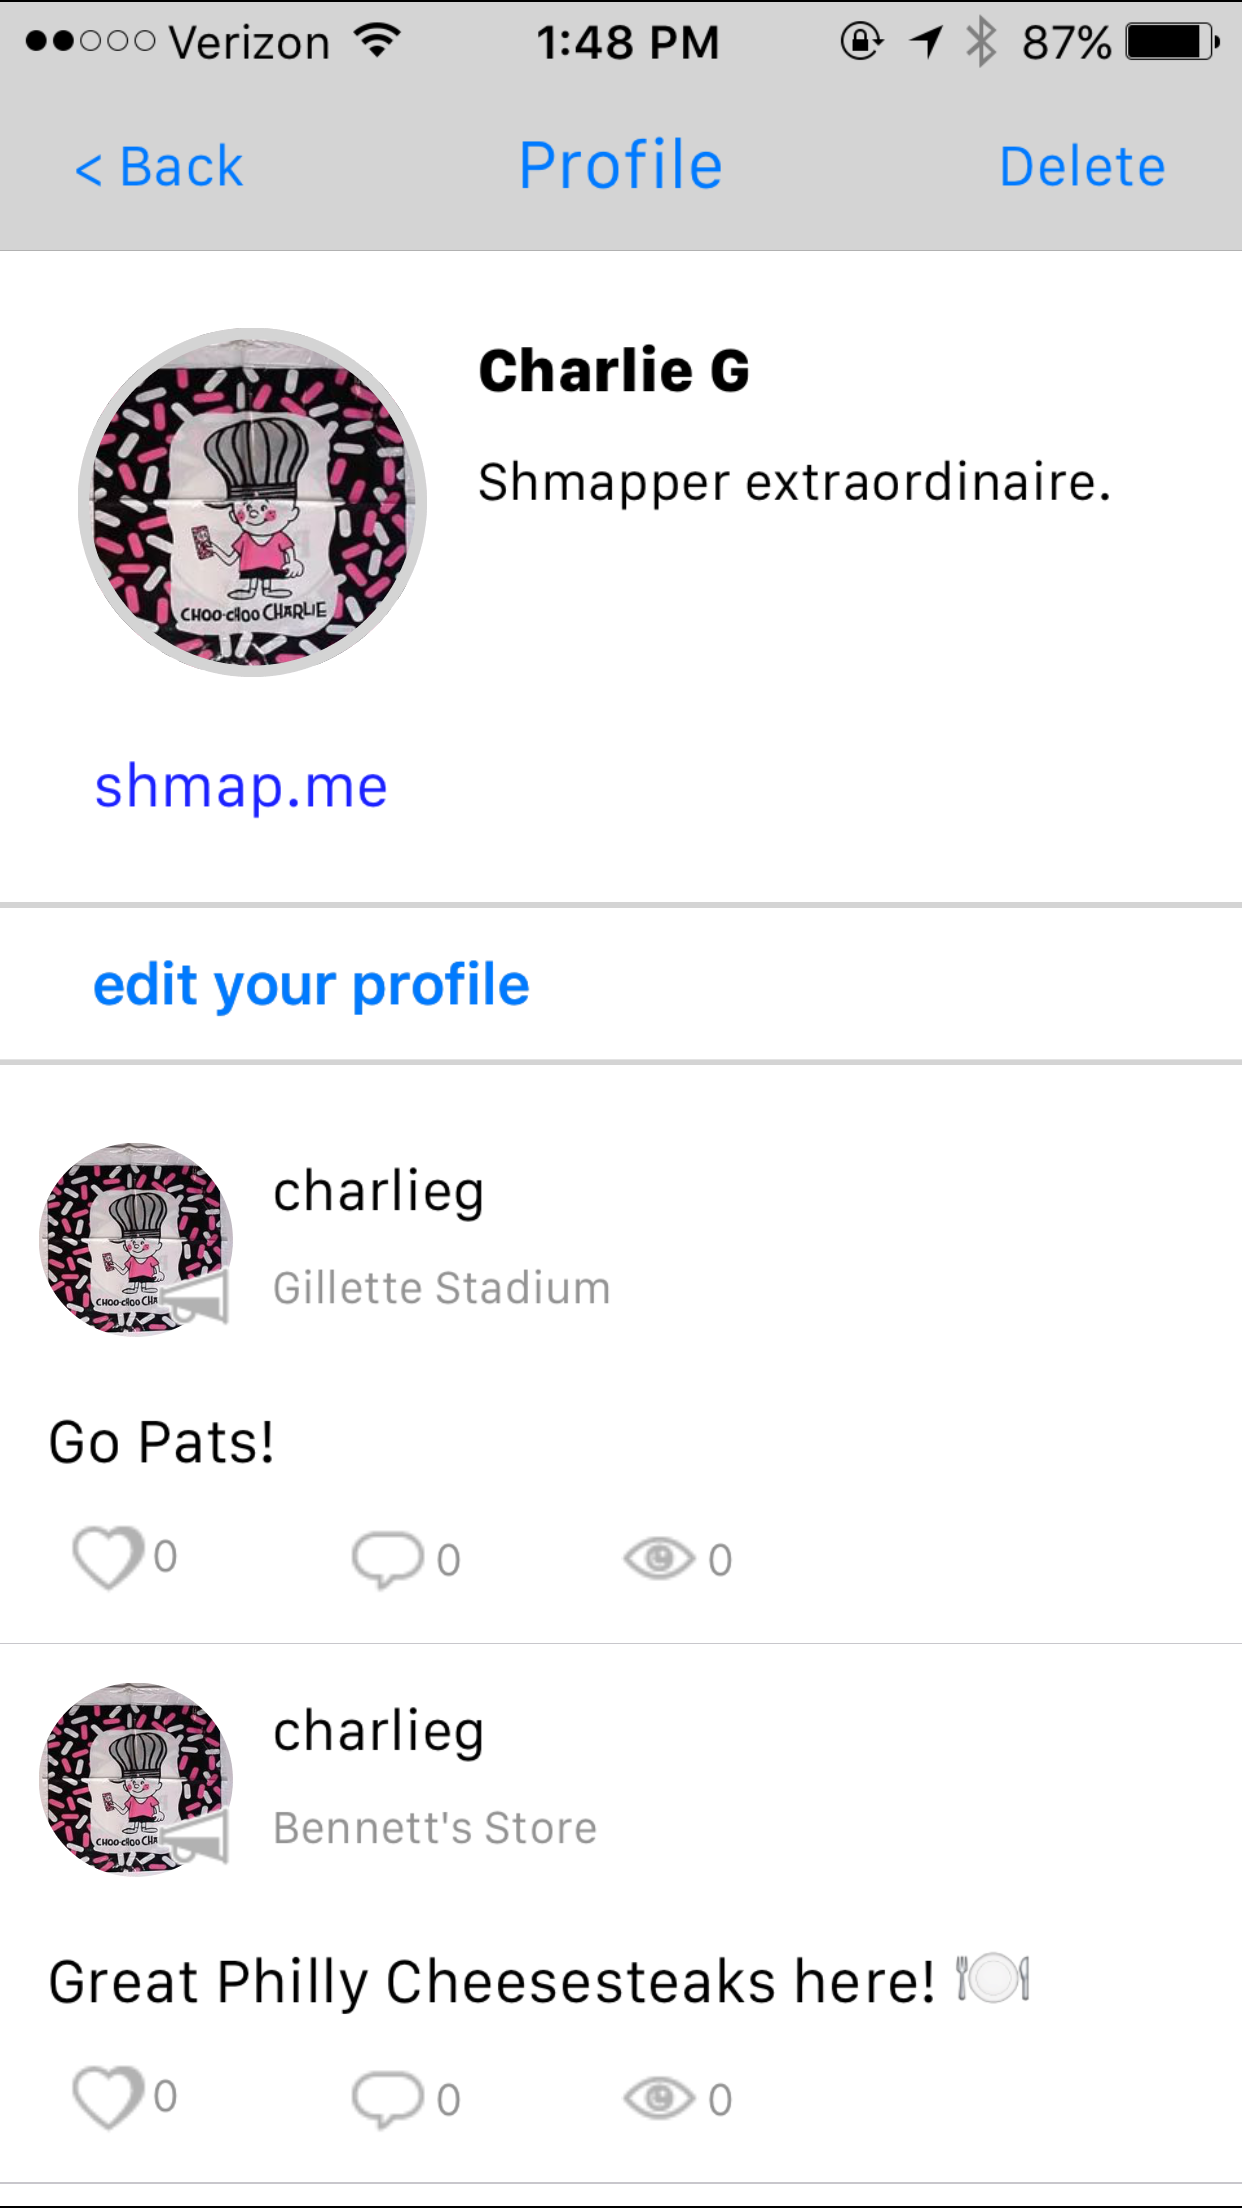 Verizon 1:48 PM 87%
< Back Profile Delete
Charlie G
Shmapper extraordinaire.
CHOO-CHOO CHARLIE
shmap.me
edit your profile
charlieg
Gillette Stadium
CHOO-CHOO CHA
Go Pats!
0 0 0
charlieg
Bennett's Store
CHOO-CHOO CHA
Great Philly Cheesesteaks here! 🍽
0 0 0